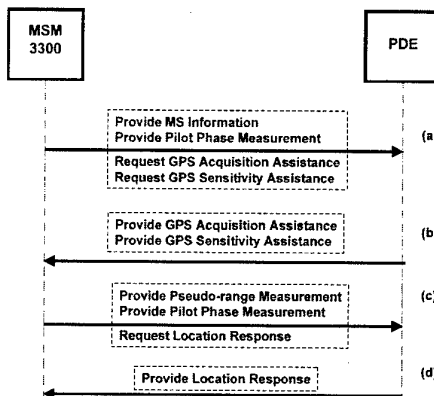 MSM
3300
PDE
Provide MS Information
Provide Pilot Phase Measurement
(a
Request GPS Acquisition Assistance
Request GPS Sensitivity Assistance
Provide GPS Acquisition Assistance
Provide GPS Sensitivity Assistance
(b
Provide Pseudo-range Measurement
Provide Pilot Phase Measurement
(c)
Request Location Response
Provide Location Response
(d)